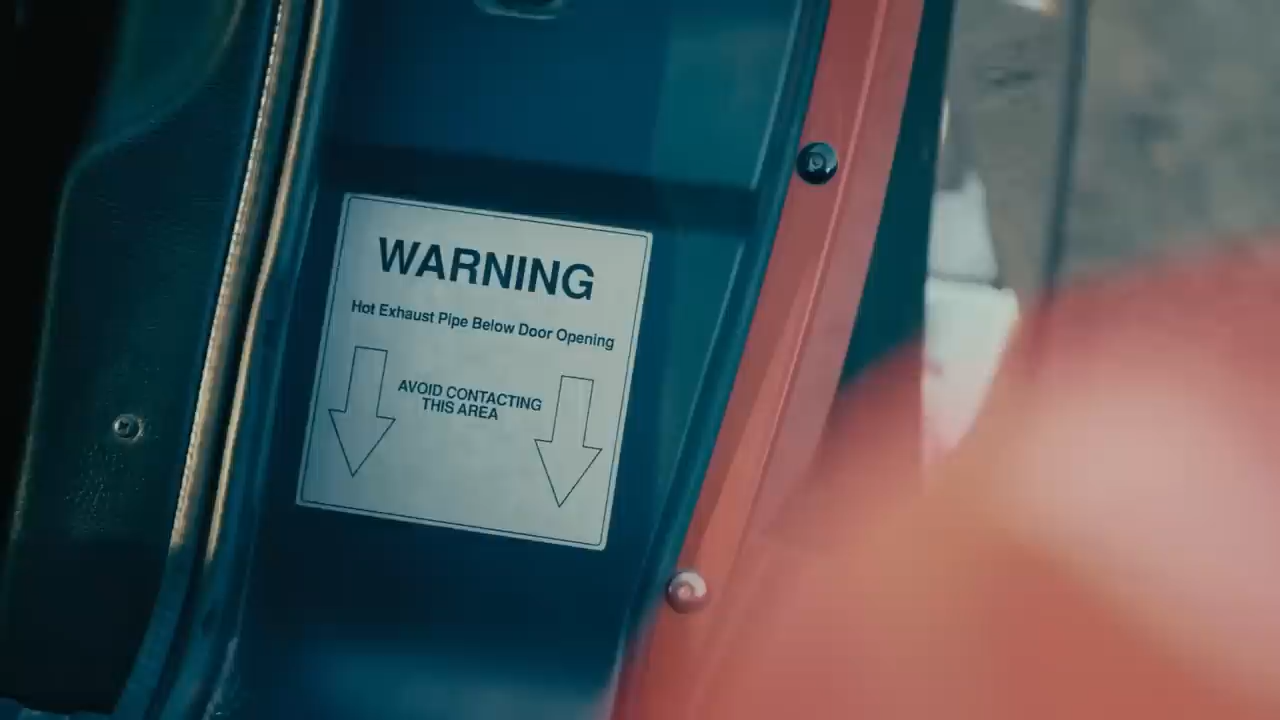 WARNING
Hot Exhaust Pipe Below Door Opening
AVOID CONTACTING
THIS AREA